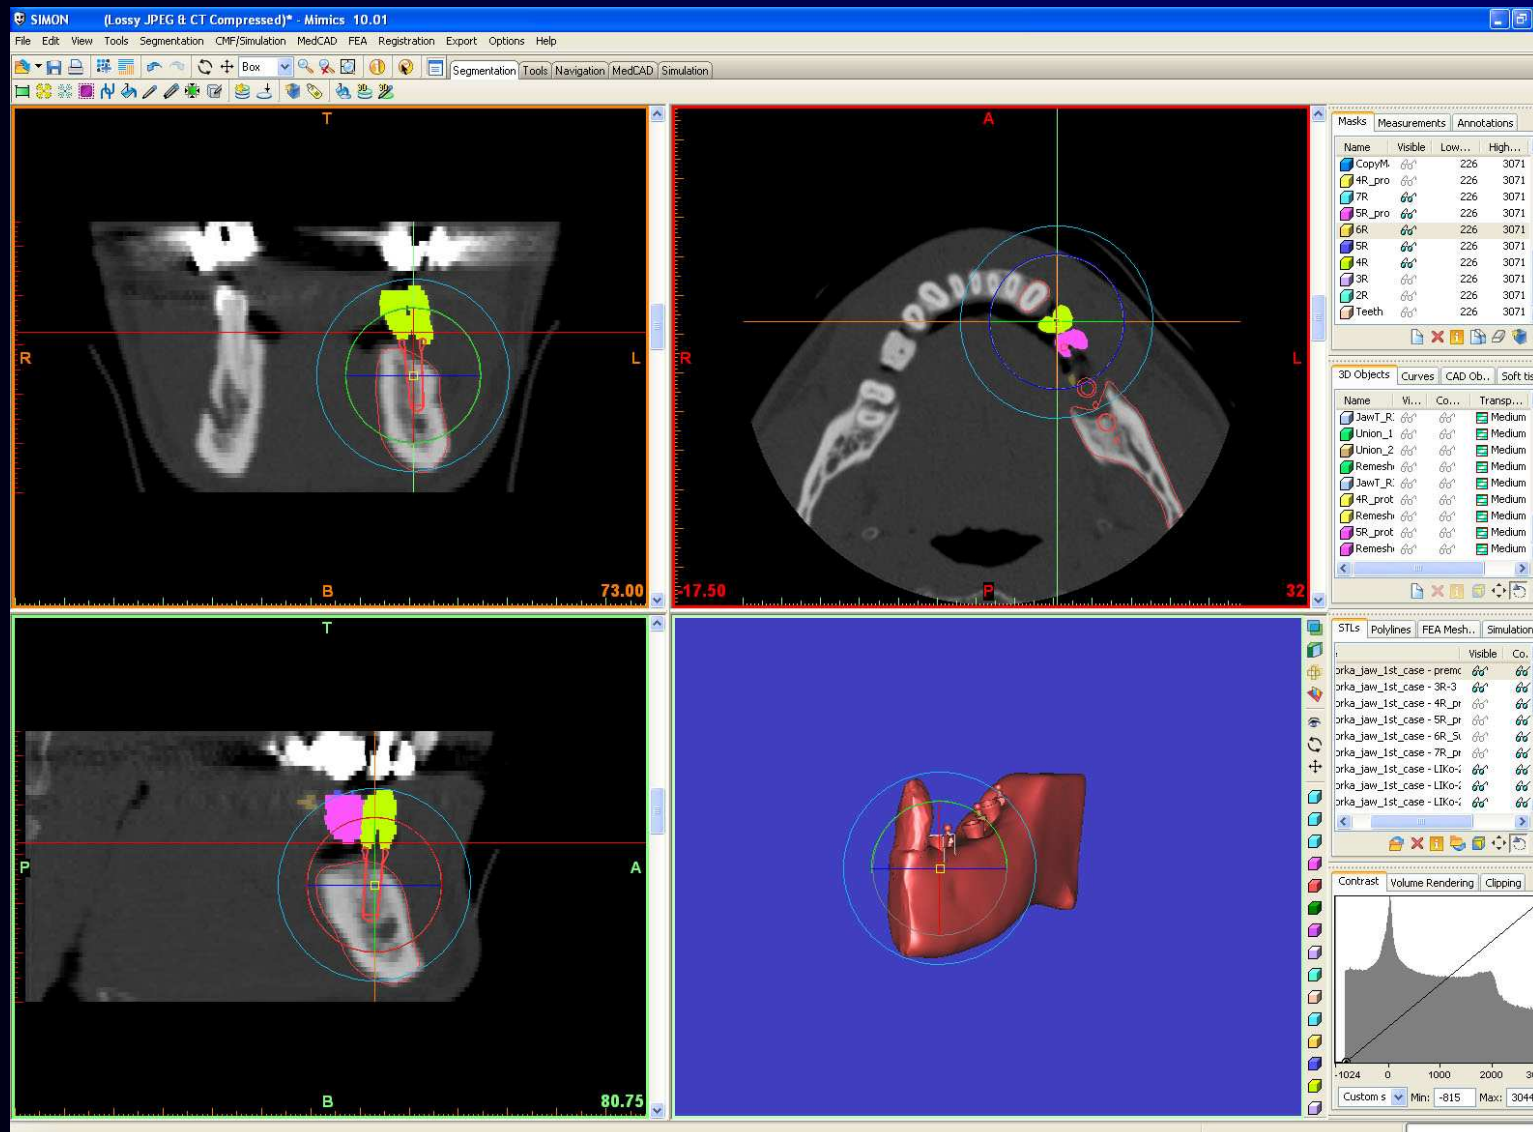 SIMON (Lossy JPEG & CT Compressed)* - Mimics 10.01
File Edit View Tools Segmentation CMF/Simulation MedCAD FEA Registration Export Options Help
Box Segmentation Tools Navigation MedCAD Simulation
T
R
L
B
73.00
A
R
L
-17.50
P
32
T
P
A
B
80.75
Masks Measurements Annotations
Name Visible Low... High...
CopyM. 226 3071
4R_pro 226 3071
7R 226 3071
5R_pro 226 3071
6R 226 3071
5R 226 3071
4R 226 3071
3R 226 3071
2R 226 3071
Teeth 226 3071
3D Objects Curves CAD Ob.. Soft tis
Name Vi... Co... Transp...
JawT_R: Medium
Union_1 Medium
Union_2 Medium
Remesh Medium
JawT_R: Medium
4R_prot Medium
Remesh Medium
5R_prot Medium
Remesh Medium
STLs Polylines FEA Mesh.. Simulation
Visible Co.
orka_jaw_1st_case - premc
orka_jaw_1st_case - 3R-3
orka_jaw_1st_case - 4R_pr
orka_jaw_1st_case - 5R_pr
orka_jaw_1st_case - 6R_Su
orka_jaw_1st_case - 7R_pr
orka_jaw_1st_case - LIKo-2
orka_jaw_1st_case - LIKo-2
orka_jaw_1st_case - LIKo-2
Contrast Volume Rendering Clipping
-1024 0 1000 2000
Custom s Min: -815 Max: 3044